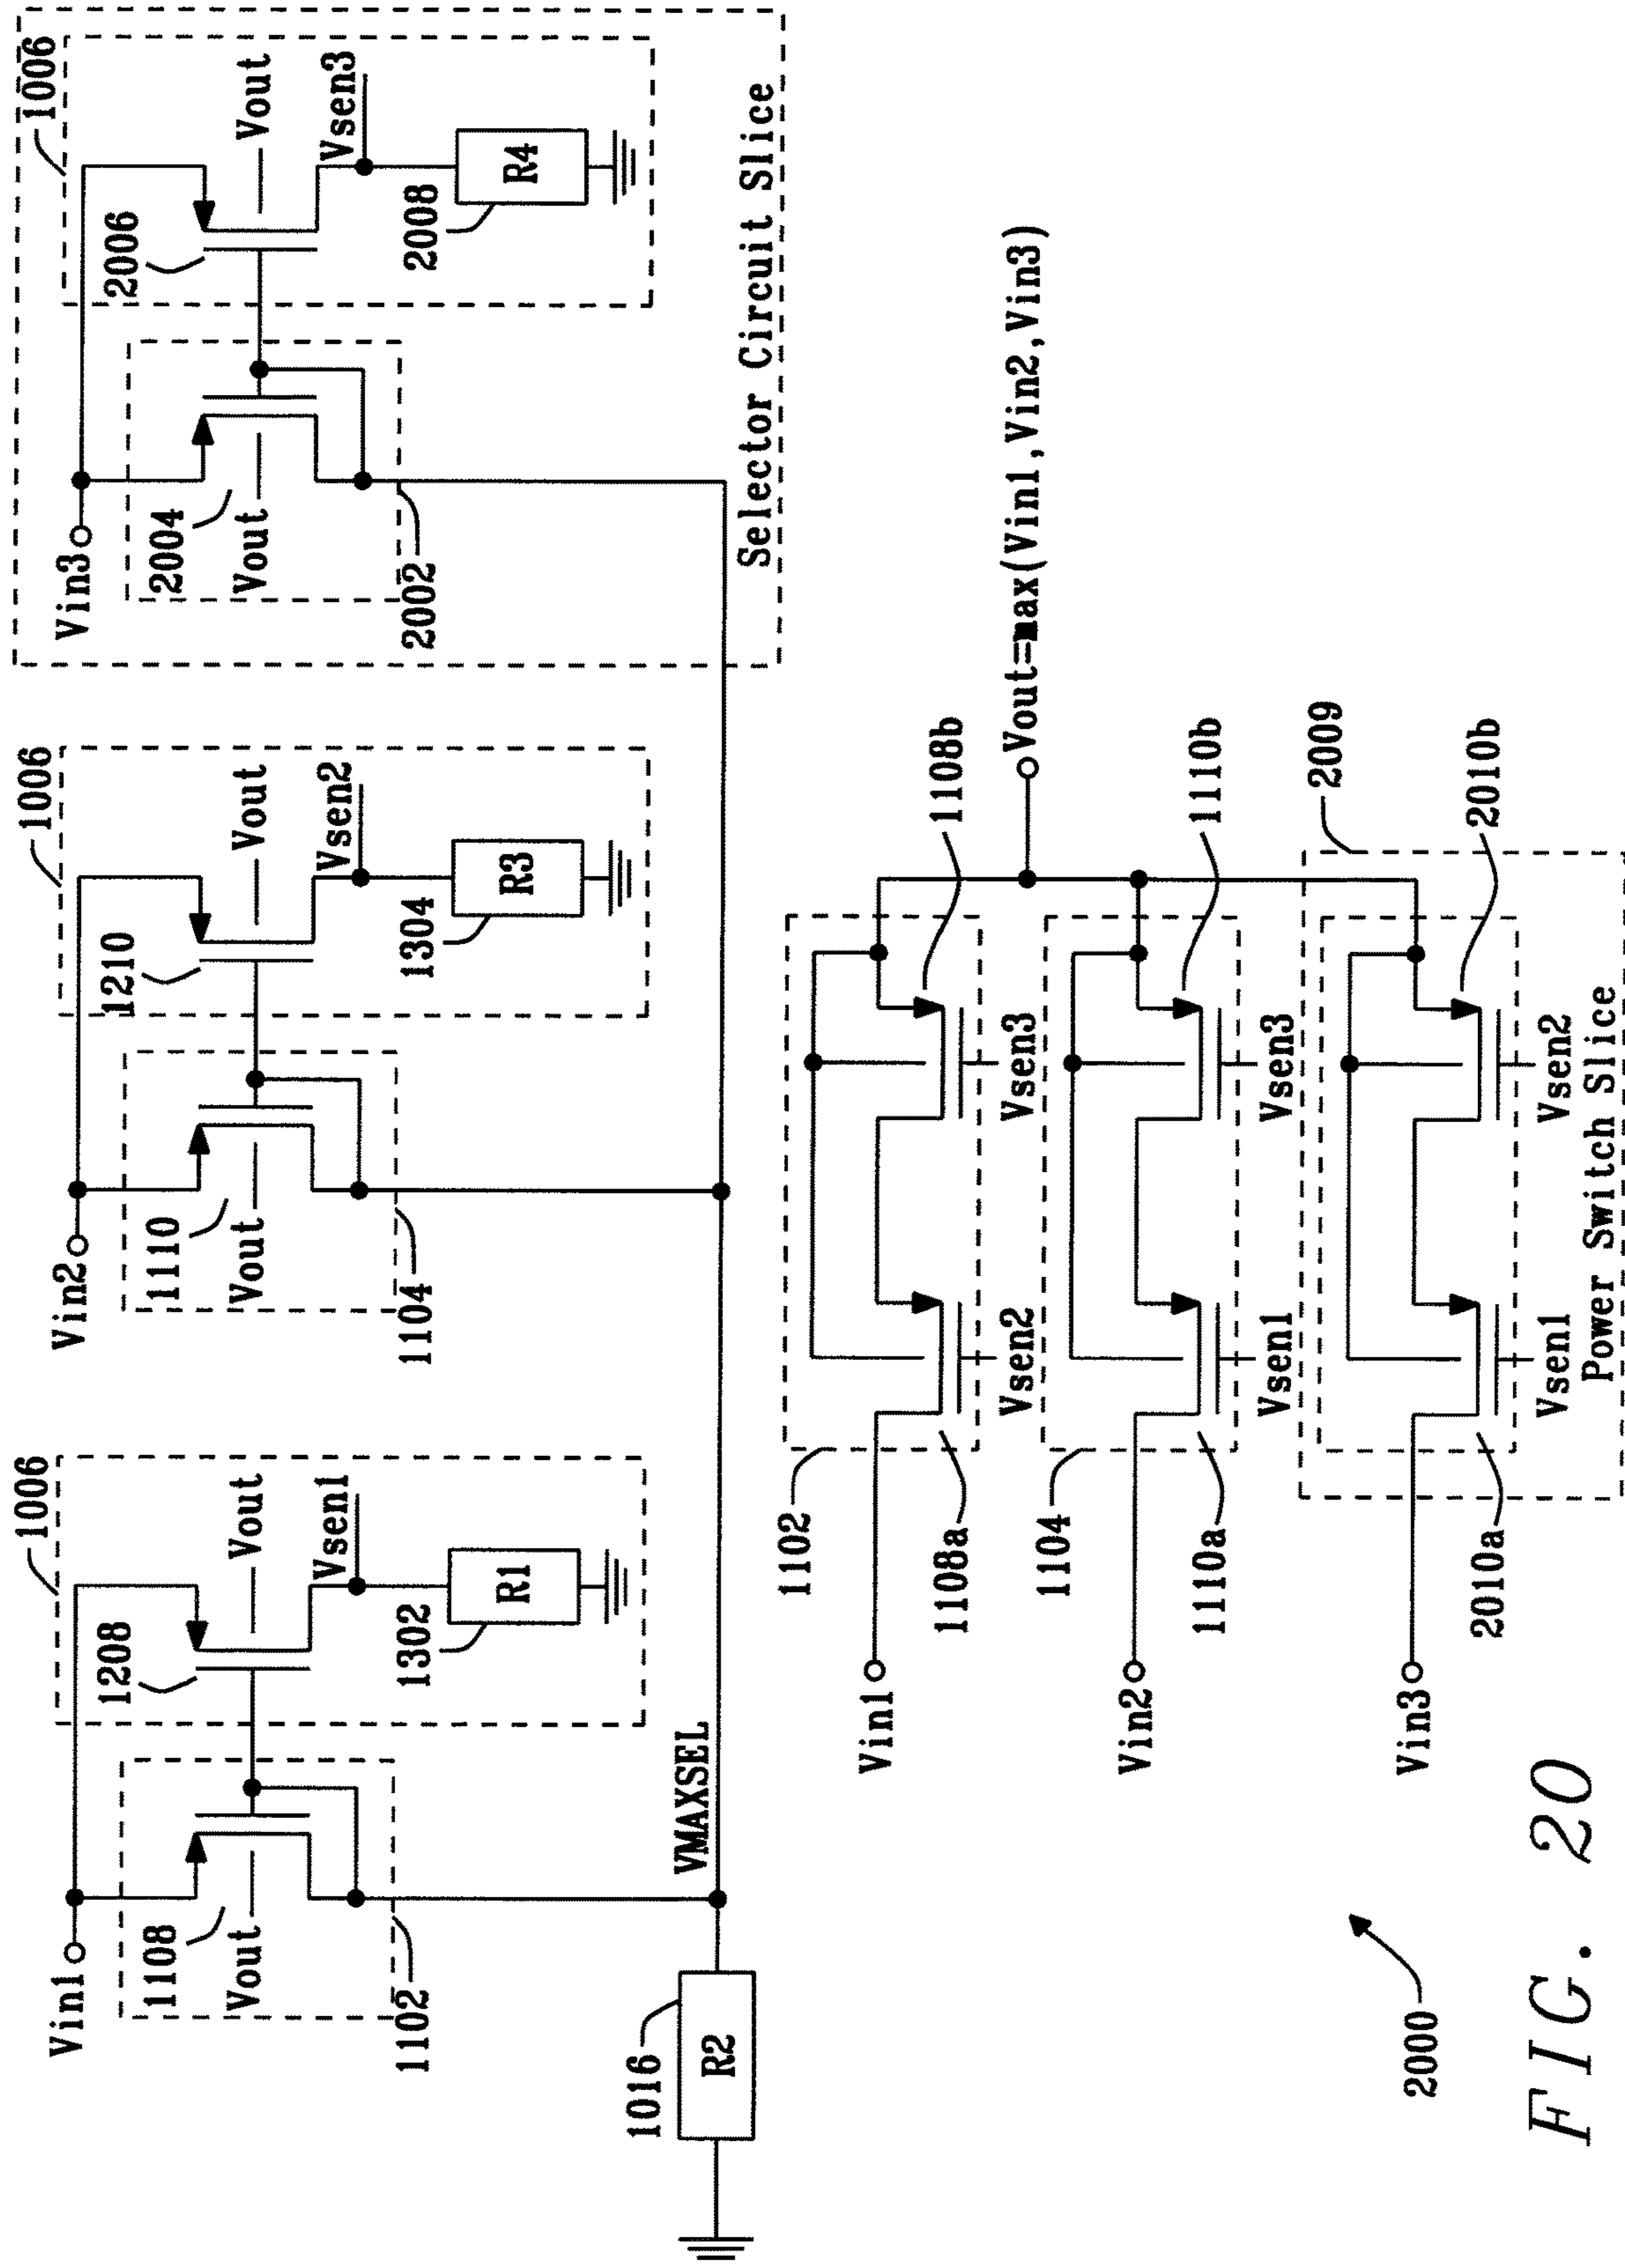 Vin1
1108
Vout
1102
1208
Vout
1006
Vsen1
1302
R1
Vin2
1110
Vout
1104
1210
Vout
1006
Vsen2
1304
R3
Vin3
2004
Vout
2002
2006
Vout
1006
Vsen3
2008
R4
Selector Circuit Slice
VMAXSEL
1016
R2
Vin1
1102
1108a
Vsen2
Vsen3
1108b
Vout=max(Vin1,Vin2,Vin3)
Vin2
1104
1110a
Vsen1
Vsen3
1110b
Vin3
2010a
Vsen1
Vsen2
2010b
2009
Power Switch Slice
2000
FIG. 20